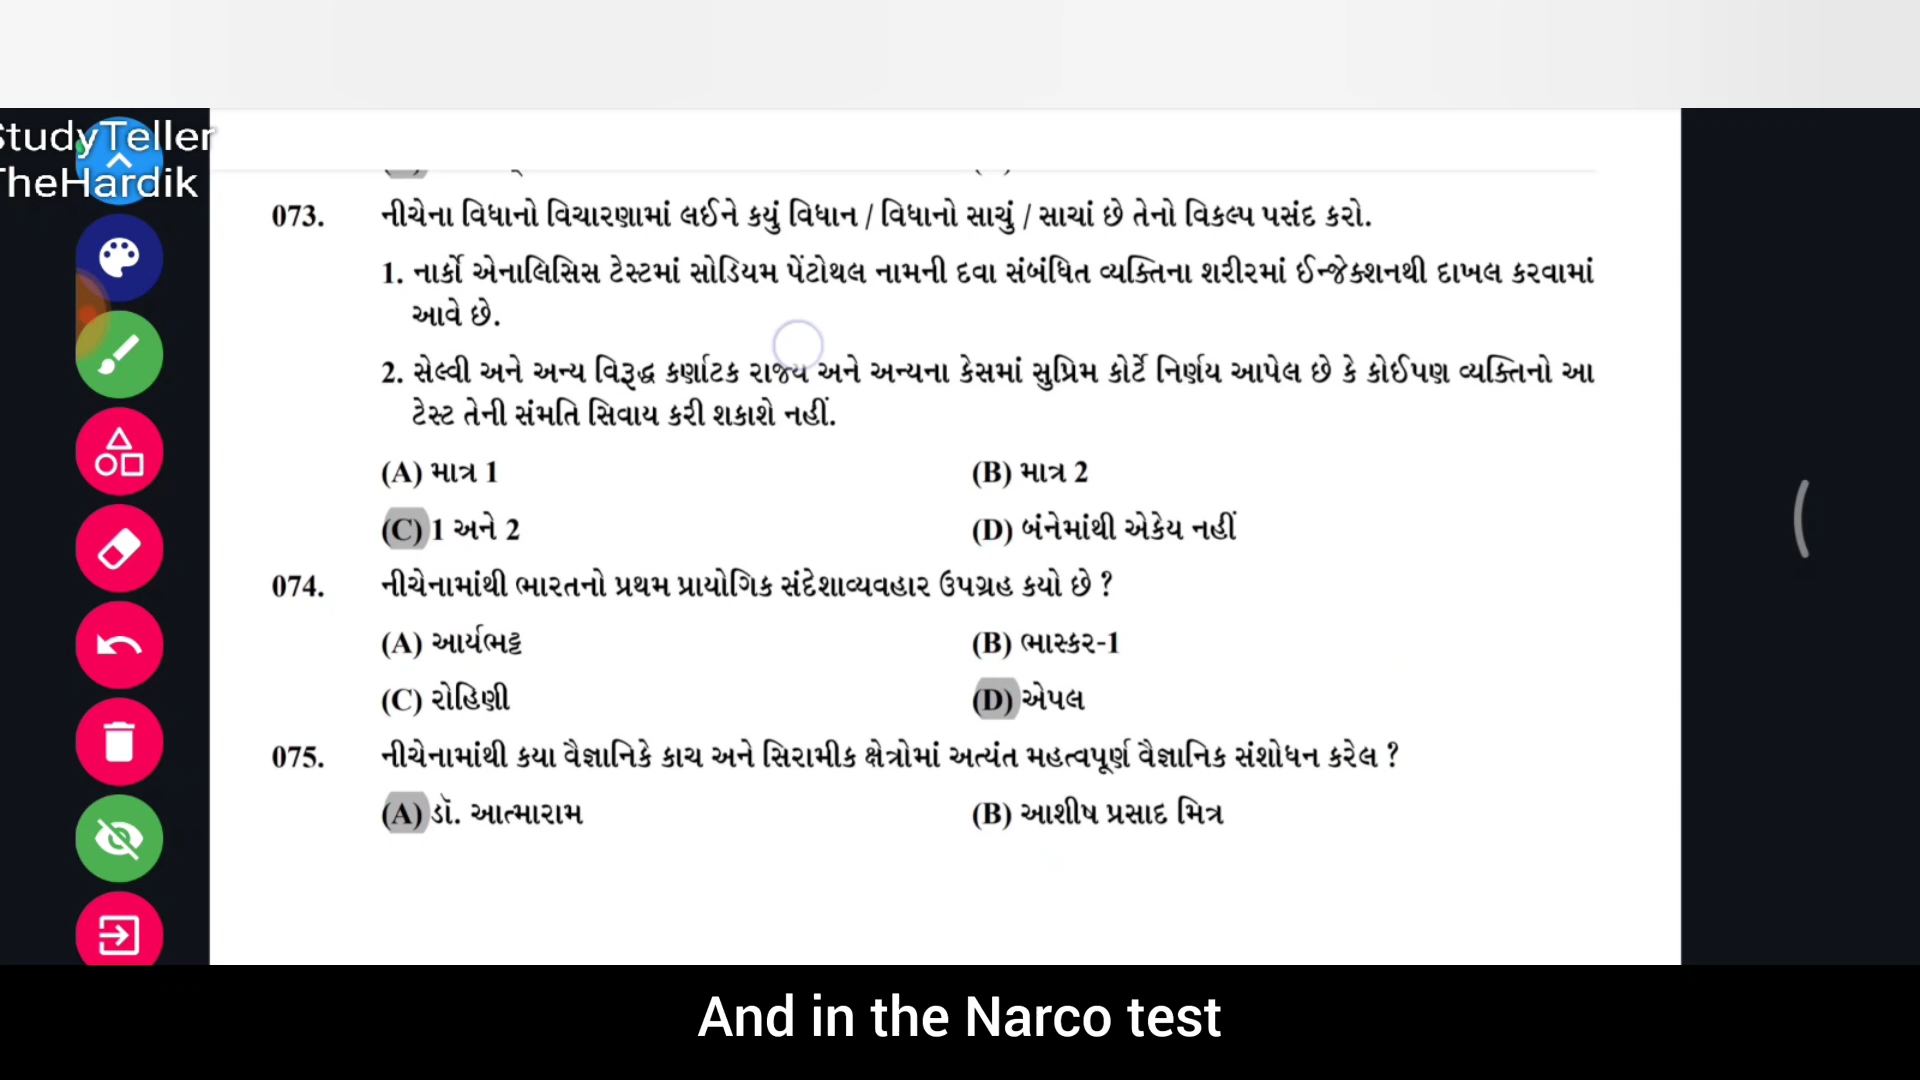 StudyTeller
TheHardik
073. નીચેના વિધાનો વિચારણામાં લઈને કયું વિધાન / વિધાનો સાચું / સાચાં છે તેનો વિકલ્પ પસંદ કરો.
1. નાર્કો એનાલિસિસ ટેસ્ટમાં સોડિયમ પેંટોથલ નામની દવા સંબંધિત વ્યક્તિના શરીરમાં ઈન્જેક્શનથી દાખલ કરવામાં
આવે છે.
2. સેલ્વી અને અન્ય વિરૂદ્ધ કર્ણાટક રાજ્ય અને અન્યના કેસમાં સુપ્રિમ કોર્ટે નિર્ણય આપેલ છે કે કોઈપણ વ્યક્તિનો આ
ટેસ્ટ તેની સંમતિ સિવાય કરી શકાશે નહીં.
(A) માત્ર 1 (B) માત્ર 2
(C) 1 અને 2 (D) બંનેમાંથી એકેય નહીં
074. નીચેનામાંથી ભારતનો પ્રથમ પ્રાયોગિક સંદેશાવ્યવહાર ઉપગ્રહ કયો છે ?
(A) આર્યભટ્ટ (B) ભાસ્કર-1
(C) રોહિણી (D) એપલ
075. નીચેનામાંથી કયા વૈજ્ઞાનિકે કાચ અને સિરામીક ક્ષેત્રોમાં અત્યંત મહત્વપૂર્ણ વૈજ્ઞાનિક સંશોધન કરેલ ?
(A) ડૉ. આત્મારામ (B) આશીષ પ્રસાદ મિત્ર
And in the Narco test